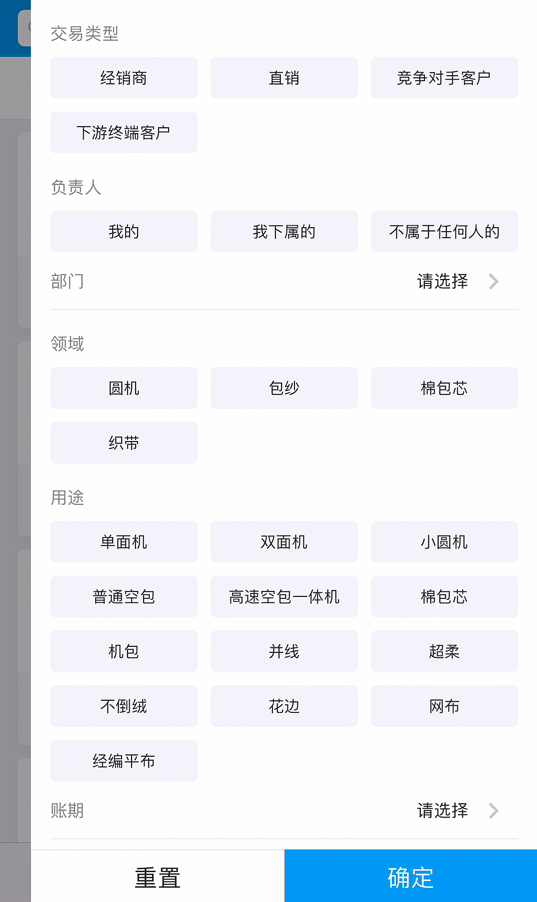 交易类型
经销商 直销 竞争对手客户
下游终端客户
负责人
我的 我下属的 不属于任何人的
部门 请选择
领域
圆机 包纱 棉包芯
织带
用途
单面机 双面机 小圆机
普通空包 高速空包一体机 棉包芯
机包 并线 超柔
不倒绒 花边 网布
经编平布
账期 请选择
重置 确定